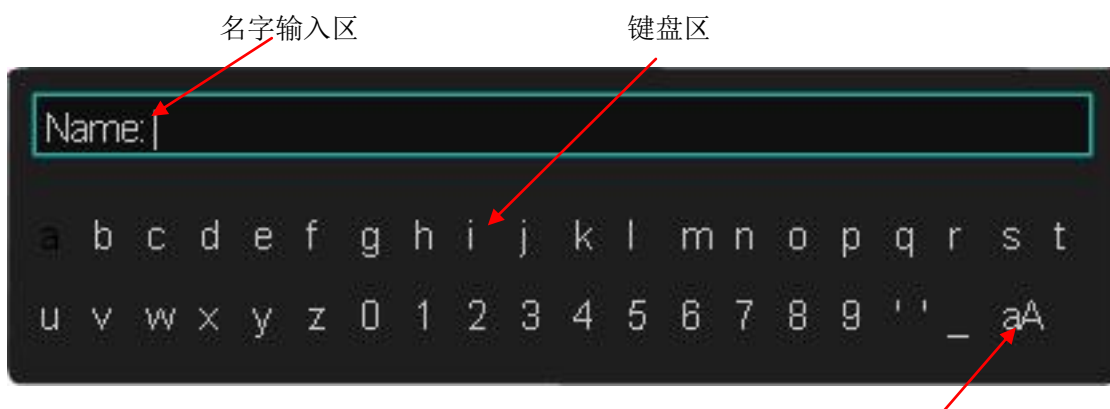 名字输入区 键盘区
Name:
a b c d e f g h i j k l m n o p q r s t
u v w x y z 0 1 2 3 4 5 6 7 8 9 ' ' _ aA